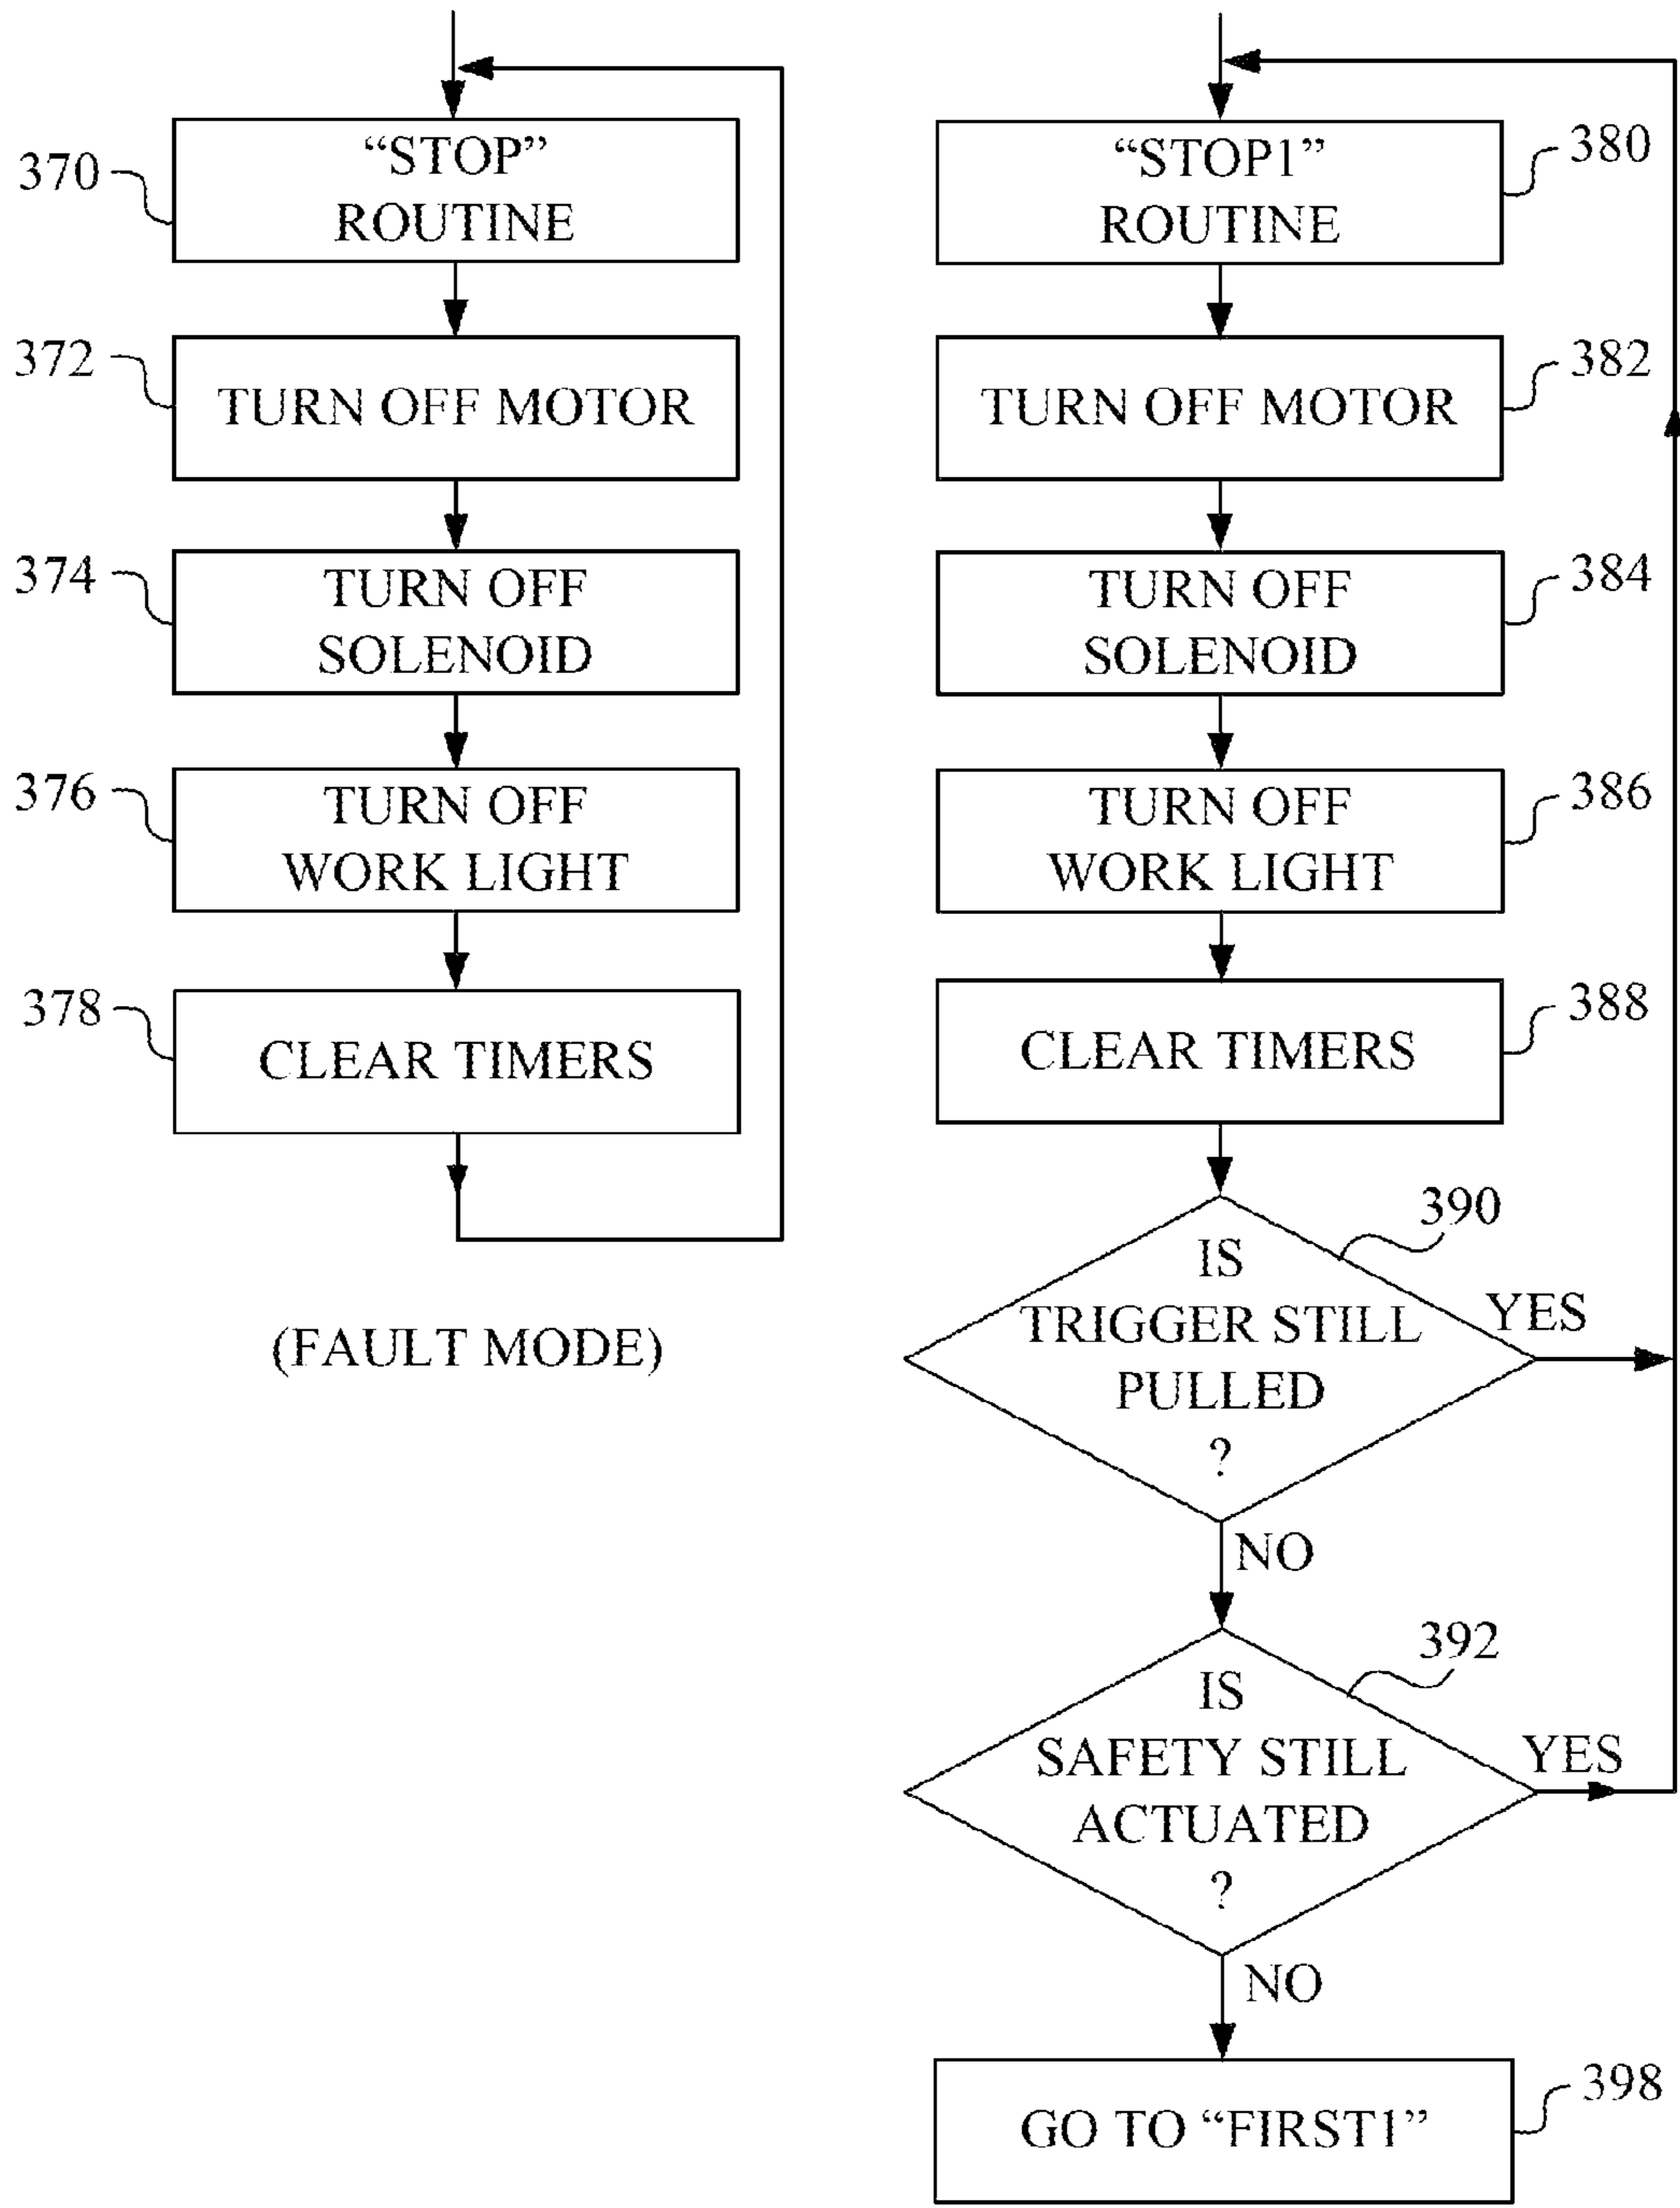 370
“STOP”
ROUTINE
372
TURN OFF MOTOR
374
TURN OFF
SOLENOID
376
TURN OFF
WORK LIGHT
378
CLEAR TIMERS
(FAULT MODE)
“STOP1”
ROUTINE
380
TURN OFF MOTOR
382
TURN OFF
SOLENOID
384
TURN OFF
WORK LIGHT
386
CLEAR TIMERS
388
390
IS
TRIGGER STILL
PULLED
?
YES
NO
392
IS
SAFETY STILL
ACTUATED
?
YES
NO
GO TO “FIRST1”
398